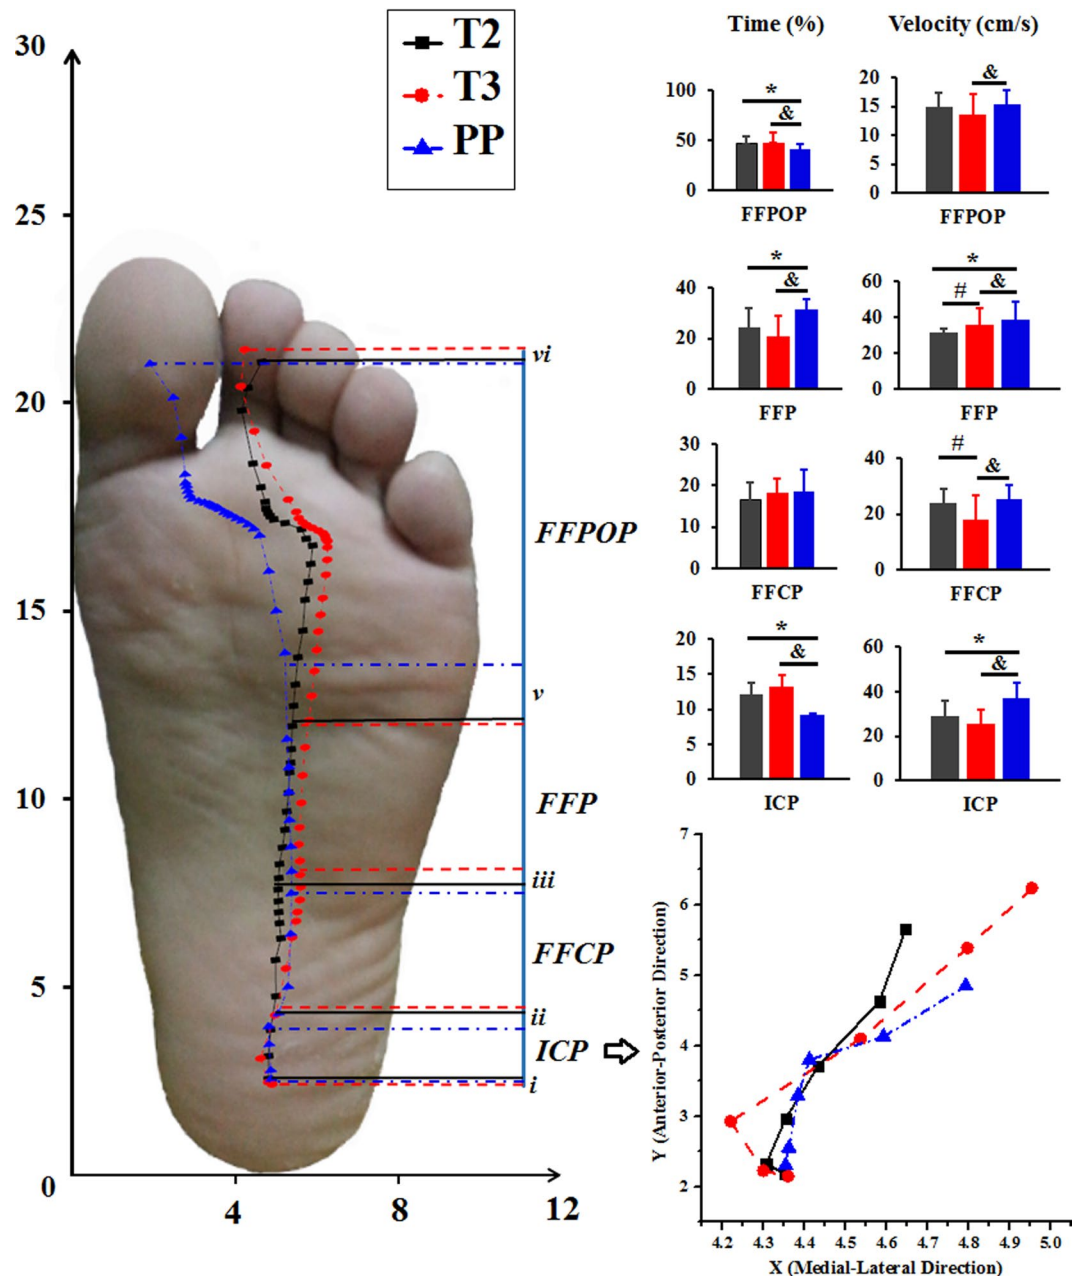 T2
T3
PP
30
25
20
15
10
5
0
4
8
12
vi
FFPOP
v
FFP
iii
FFCP
ii
ICP
i
Time (%)
Velocity (cm/s)
100
50
0
*
&
FFPOP
20
15
10
5
0
&
FFPOP
40
20
0
*
&
FFP
60
40
20
0
*
#
&
FFP
30
20
10
0
FFCP
40
20
0
#
&
FFCP
12
15
10
5
0
*
&
ICP
60
40
20
0
*
&
ICP
7
6
5
4
3
2
Y (Anterior-Posterior Direction)
4.2 4.3 4.4 4.5 4.6 4.7 4.8 4.9 5.0
X (Medial-Lateral Direction)